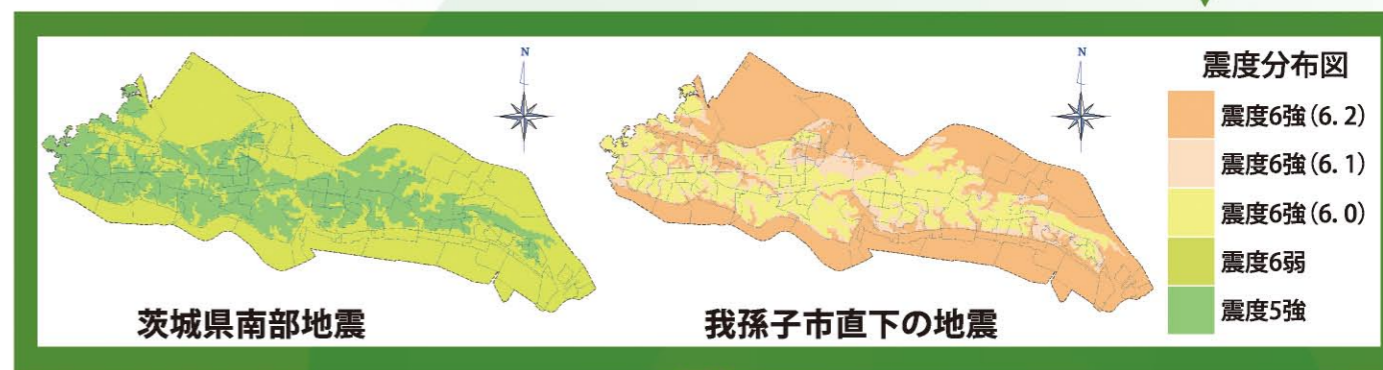 N
N
震度分布図
震度6強(6.2)
震度6強(6.1)
震度6強(6.0)
震度6弱
震度5強
茨城県南部地震
我孫子市直下の地震